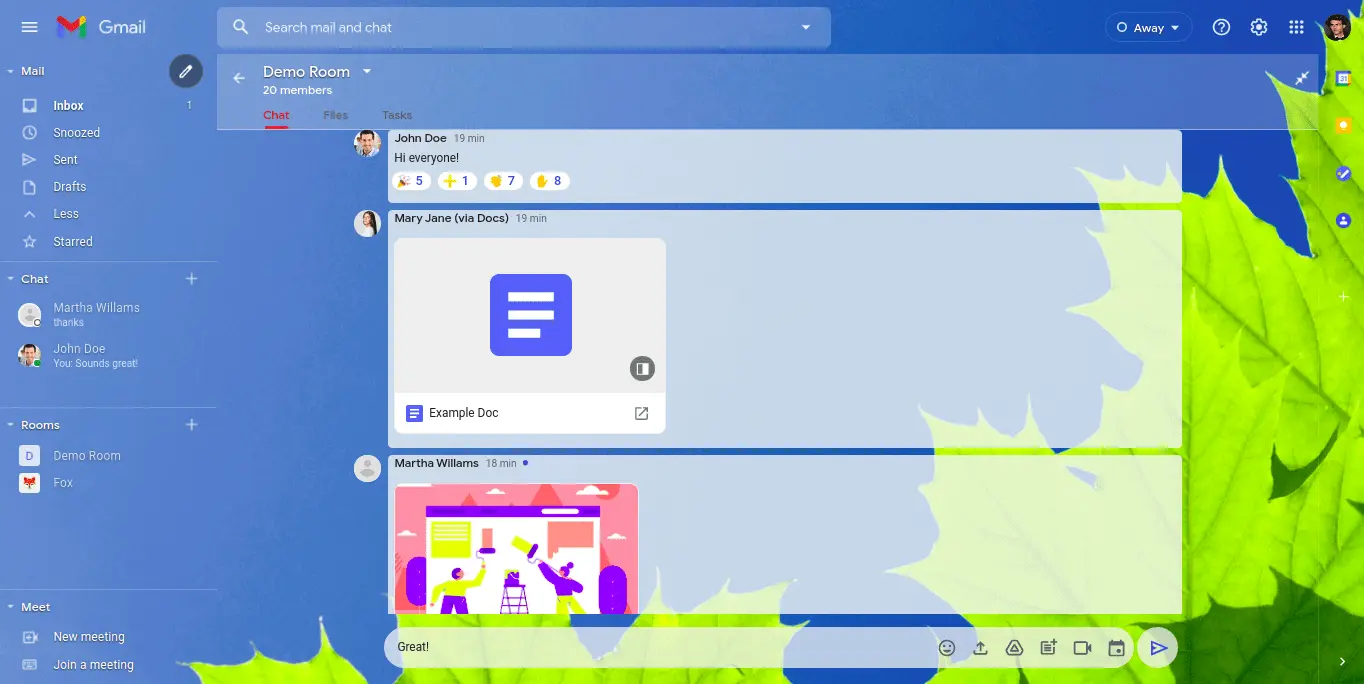 Gmail
Search mail and chat
Away
Mail
Inbox 1
Snoozed
Sent
Drafts
Less
Starred
Chat
Martha Willams
thanks
John Doe
You: Sounds great!
Rooms
D Demo Room
Fox
Meet
New meeting
Join a meeting
Demo Room
20 members
Chat Files Tasks
John Doe 19 min
Hi everyone!
5 1 7 8
Mary Jane (via Docs) 19 min
Example Doc
Martha Willams 18 min
Great!
31